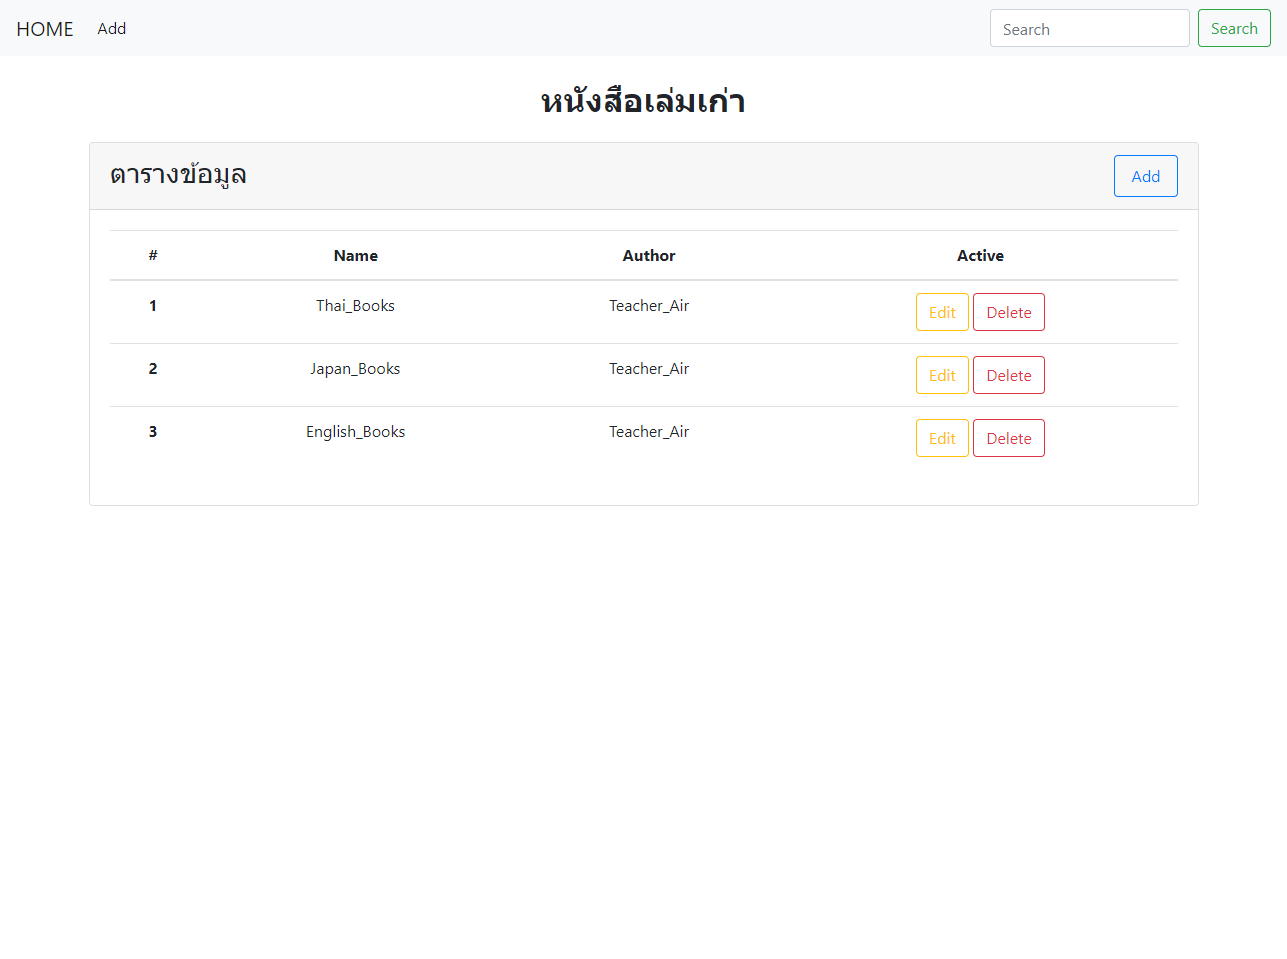 HOME Add Search Search
หนังสือเล่มเก่า
ตารางข้อมูล Add
# Name Author Active
1 Thai_Books Teacher_Air Edit Delete
2 Japan_Books Teacher_Air Edit Delete
3 English_Books Teacher_Air Edit Delete